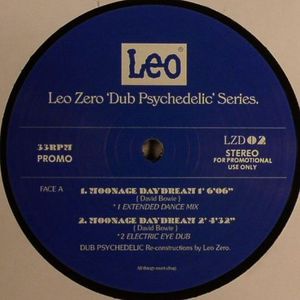 Leo®
Leo Zero 'Dub Psychedelic' Series.
33RPM
PROMO
LZD02
STEREO
FOR PROMOTIONAL
USE ONLY
FACE A
1. MOONAGE DAYDREAM 1' 6'06"
( David Bowie )
* 1 EXTENDED DANCE MIX
2. MOONAGE DAYDREAM 2' 4'32"
( David Bowie )
* 2 ELECTRIC EYE DUB
DUB PSYCHEDELIC Re-constructions by Leo Zero.